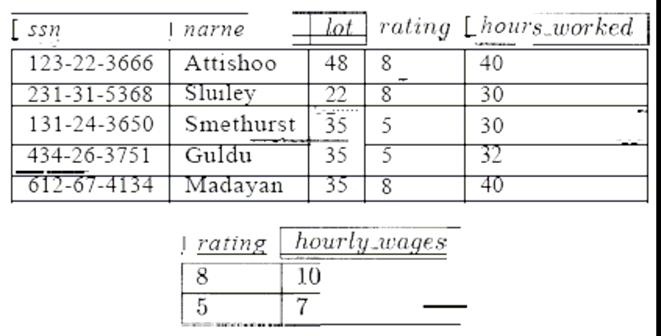 ssn narne lot rating hours_worked
123-22-3666 Attishoo 48 8 40
231-31-5368 Sluiley 22 8 30
131-24-3650 Smethurst 35 5 30
434-26-3751 Guldu 35 5 32
612-67-4134 Madayan 35 8 40
rating hourly_wages
8 10
5 7